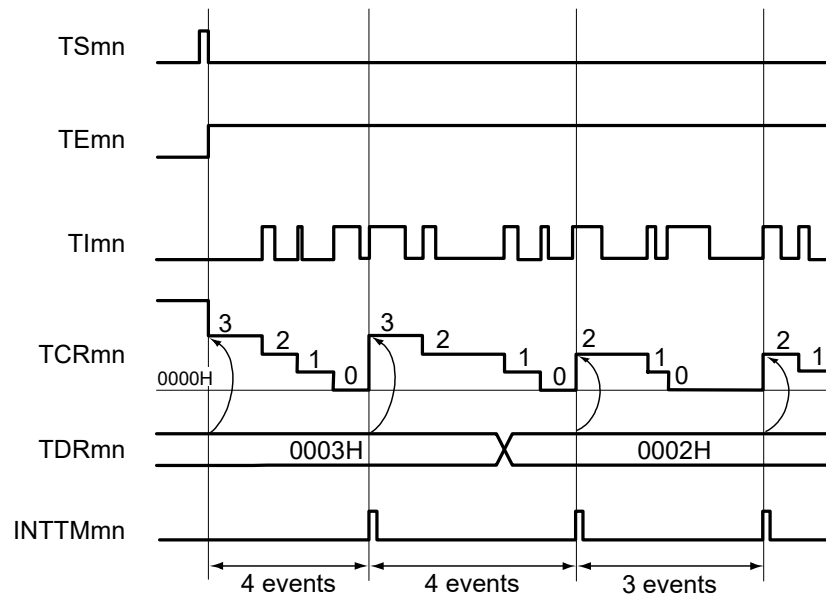 TSmn
TEmn
TImn
TCRmn
3
2
1
0
3
2
1
0
2
1
0
2
1
0000H
TDRmn
0003H
0002H
INTTMmn
4 events
4 events
3 events